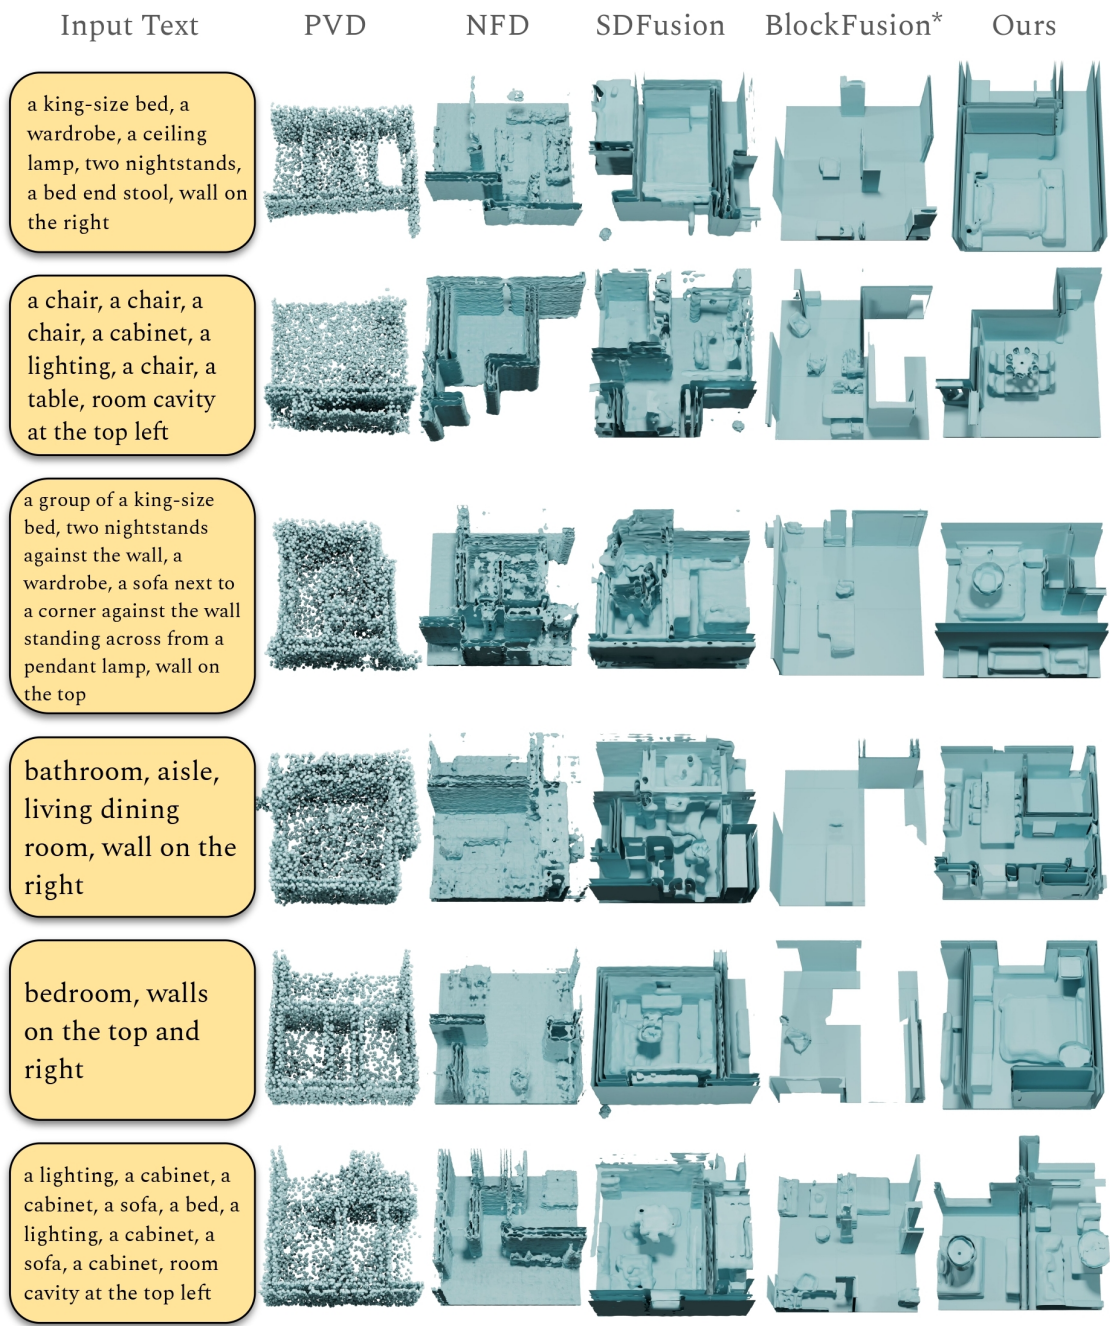 Input Text PVD NFD SDFusion BlockFusion* Ours
a king-size bed, a
wardrobe, a ceiling
lamp, two nightstands,
a bed end stool, wall on
the right
a chair, a chair, a
chair, a cabinet, a
lighting, a chair, a
table, room cavity
at the top left
a group of a king-size
bed, two nightstands
against the wall, a
wardrobe, a sofa next to
a corner against the wall
standing across from a
pendant lamp, wall on
the top
bathroom, aisle,
living dining
room, wall on the
right
bedroom, walls
on the top and
right
a lighting, a cabinet, a
cabinet, a sofa, a bed, a
lighting, a cabinet, a
sofa, a cabinet, room
cavity at the top left